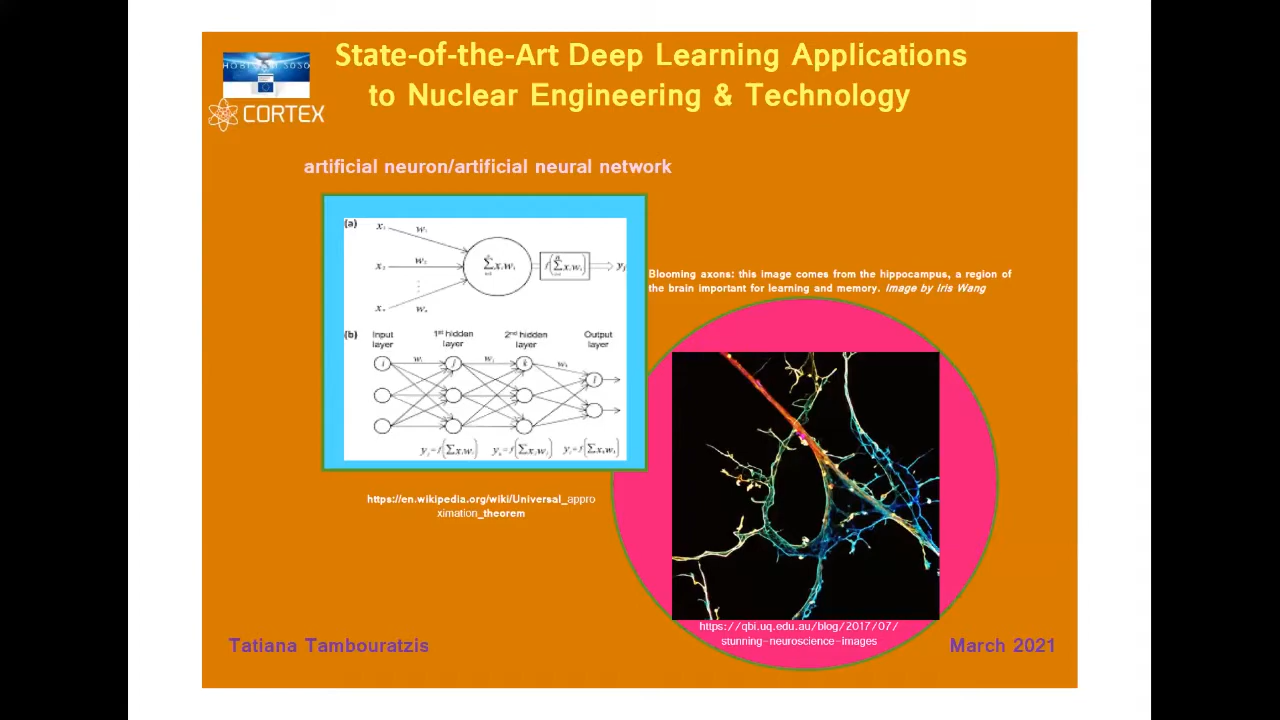 State-of-the-Art Deep Learning Applications
to Nuclear Engineering & Technology
CORTEX
artificial neuron/artificial neural network
(a)
(b)
Input
layer
1st hidden
layer
2nd hidden
layer
Output
layer
https://en.wikipedia.org/wiki/Universal_appro
ximation_theorem
Blooming axons: this image comes from the hippocampus, a region of
the brain important for learning and memory. Image by Iris Wang
https://qbi.uq.edu.au/blog/2017/07/
stunning-neuroscience-images
Tatiana Tambouratzis
March 2021